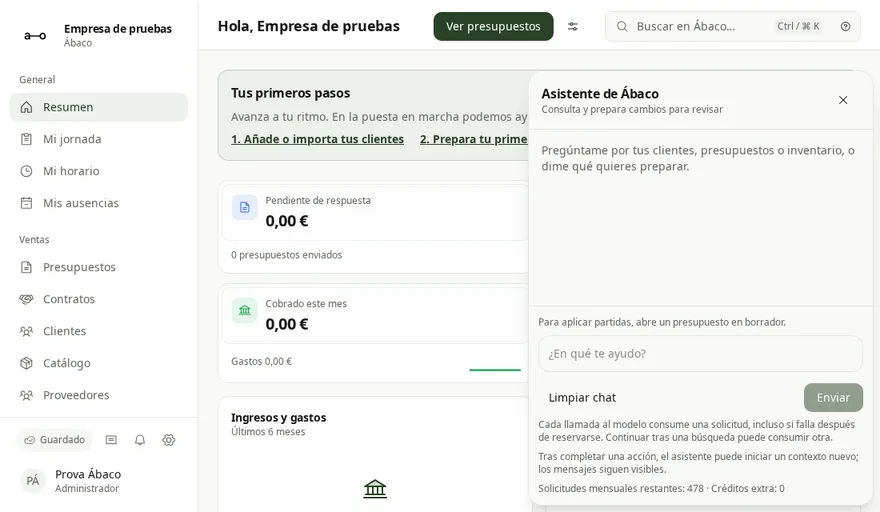 Empresa de pruebas
Ábaco
General
Resumen
Mi jornada
Mi horario
Mis ausencias
Ventas
Presupuestos
Contratos
Clientes
Catálogo
Proveedores
Guardado
PÁ
Prova Ábaco
Administrador
Hola, Empresa de pruebas
Ver presupuestos
Buscar en Ábaco…
Ctrl / ⌘ K
Tus primeros pasos
Avanza a tu ritmo. En la puesta en marcha podemos ay
1. Añade o importa tus clientes
2. Prepara tu prime
Pendiente de respuesta
0,00 €
0 presupuestos enviados
Cobrado este mes
0,00 €
Gastos 0,00 €
Ingresos y gastos
Últimos 6 meses
Asistente de Ábaco
Consulta y prepara cambios para revisar
Pregúntame por tus clientes, presupuestos o inventario, o
dime qué quieres preparar.
Para aplicar partidas, abre un presupuesto en borrador.
¿En qué te ayudo?
Limpiar chat
Enviar
Cada llamada al modelo consume una solicitud, incluso si falla después
de reservarse. Continuar tras una búsqueda puede consumir otra.
Tras completar una acción, el asistente puede iniciar un contexto nuevo;
los mensajes siguen visibles.
Solicitudes mensuales restantes: 478 · Créditos extra: 0